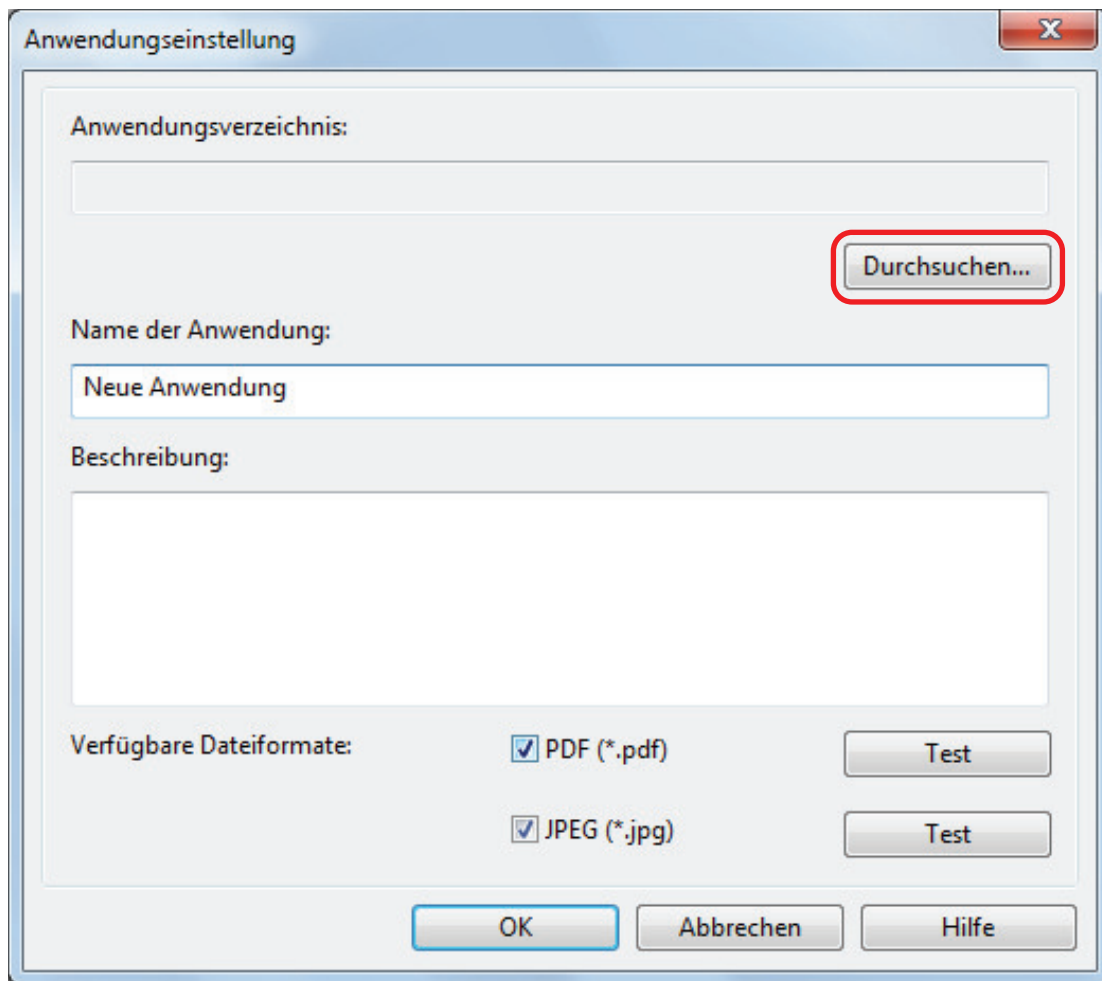 Anwendungseinstellung
Anwendungsverzeichnis:
Durchsuchen...
Name der Anwendung:
Neue Anwendung
Beschreibung:
Verfügbare Dateiformate:
PDF (*.pdf)
Test
JPEG (*.jpg)
Test
OK
Abbrechen
Hilfe